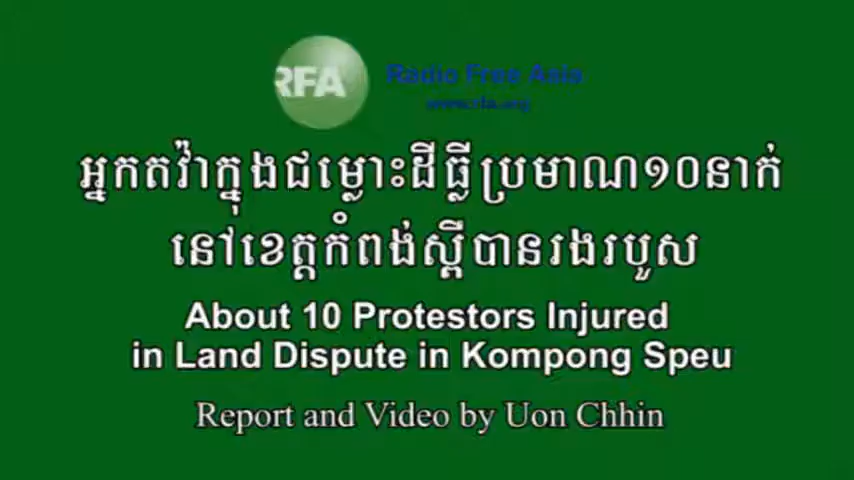 RFA
Radio Free Asia
www.rfa.org
អ្នកតវ៉ាក្នុងជម្លោះដីធ្លីប្រមាណ១០នាក់
នៅខេត្តកំពង់ស្ពឺបានរងរបួស
About 10 Protestors Injured
in Land Dispute in Kompong Speu
Report and Video by Uon Chhin